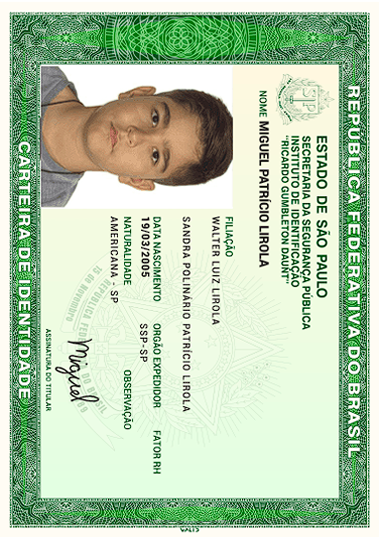 REPÚBLICA FEDERATIVA DO BRASIL
ESTADO DE SÃO PAULO
SECRETARIA DA SEGURANÇA PÚBLICA
INSTITUTO DE IDENTIFICAÇÃO
"RICARDO GUMBLETON DAUNT"
NOME MIGUEL PATRÍCIO LIROLA
FILIAÇÃO
WALTER LUIZ LIROLA
SANDRA POLINÁRIO PATRÍCIO LIROLA
DATA NASCIMENTO ORGÃO EXPEDIDOR FATOR RH
19/03/2005 SSP-SP
NATURALIDADE OBSERVAÇÃO
AMERICANA - SP
Miguel
ASSINATURA DO TITULAR
CARTEIRA DE IDENTIDADE